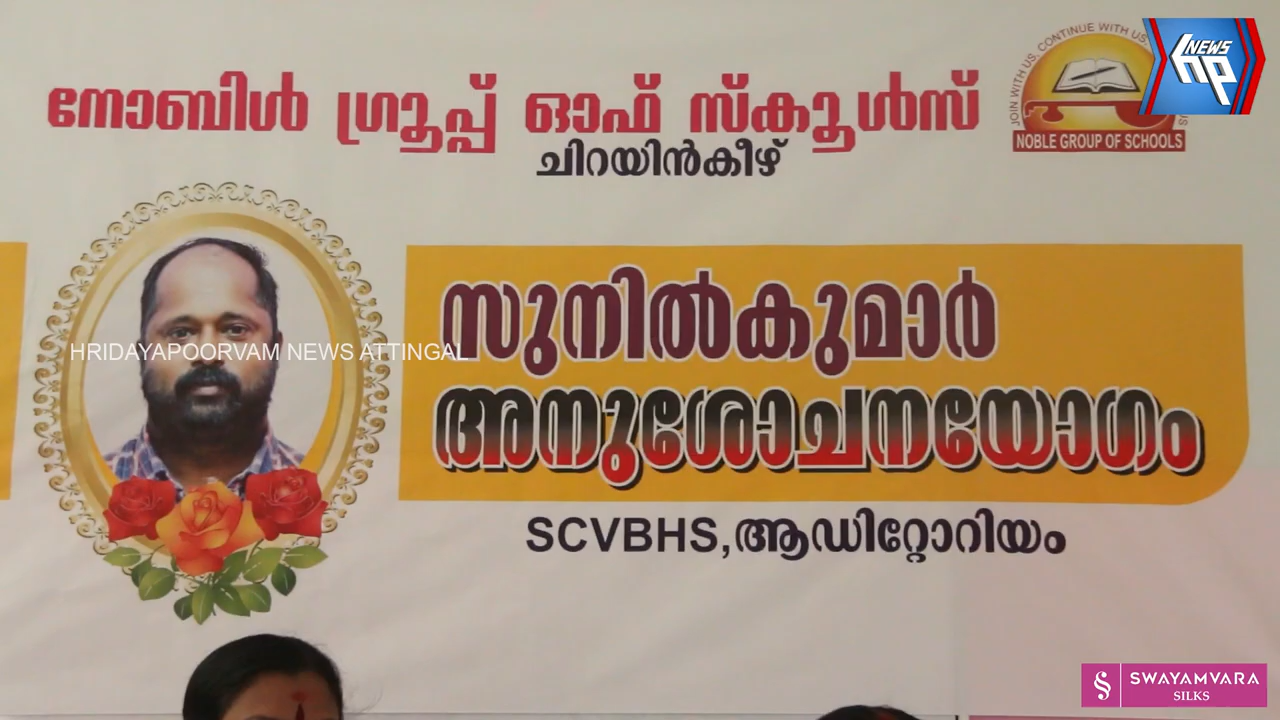 നോബിൾ ഗ്രൂപ്പ് ഓഫ് സ്കൂൾസ്
ചിറയിൻകീഴ്
JOIN WITH US, CONTINUE WITH US,
NOBLE GROUP OF SCHOOLS
NEWS
HRIDAYAPOORVAM NEWS ATTINGAL
സുനിൽകുമാർ
അനുശോചനയോഗം
SCVBHS,ആഡിറ്റോറിയം
SWAYAMVARA
SILKS